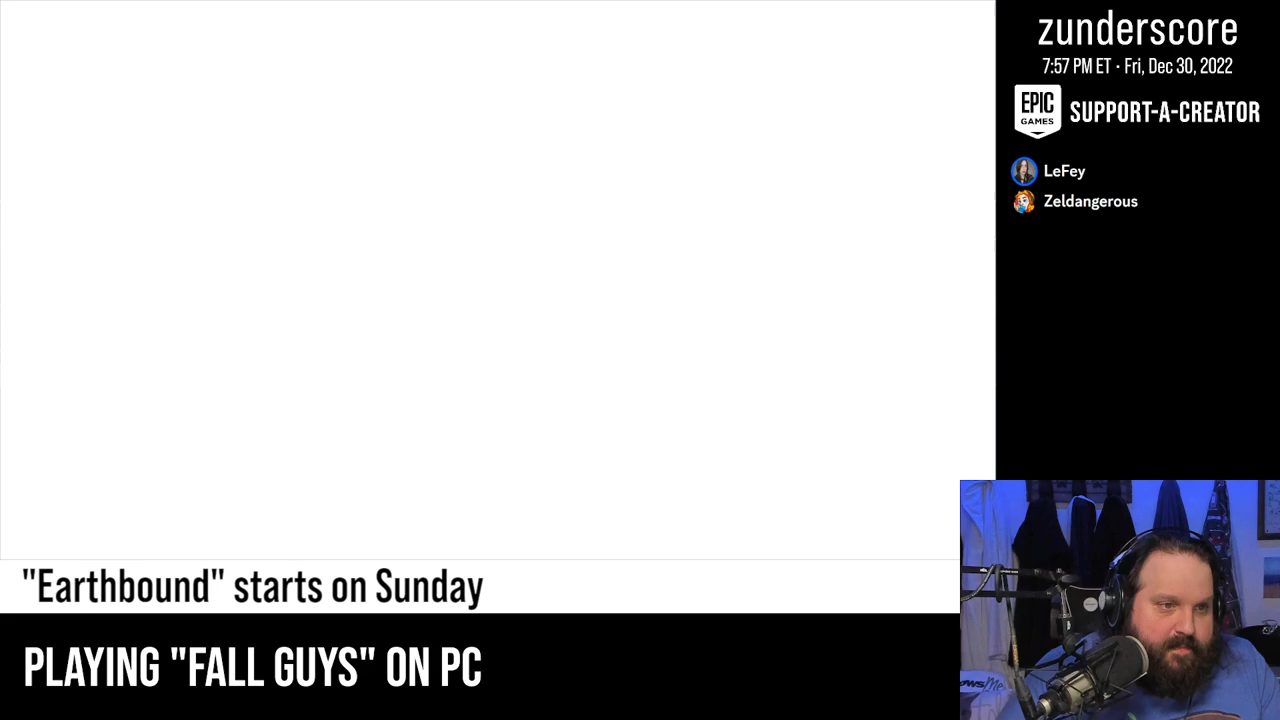 zunderscore
7:57 PM ET · Fri, Dec 30, 2022
EPIC
GAMES
SUPPORT-A-CREATOR
LeFey
Zeldangerous
"Earthbound" starts on Sunday
PLAYING "FALL GUYS" ON PC